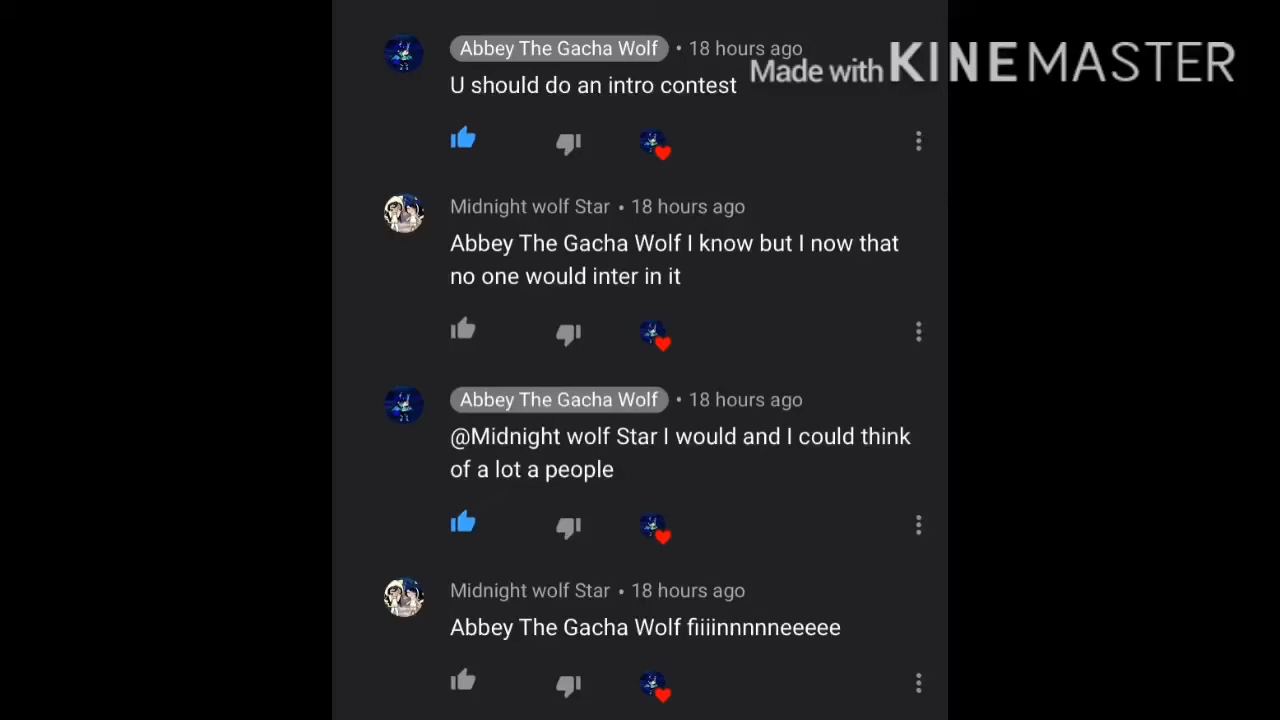 Abbey The Gacha Wolf • 18 hours ago
Made with KINEMASTER
U should do an intro contest
Midnight wolf Star • 18 hours ago
Abbey The Gacha Wolf I know but I now that
no one would inter in it
Abbey The Gacha Wolf • 18 hours ago
@Midnight wolf Star I would and I could think
of a lot a people
Midnight wolf Star • 18 hours ago
Abbey The Gacha Wolf fiiiinnnnneeeee